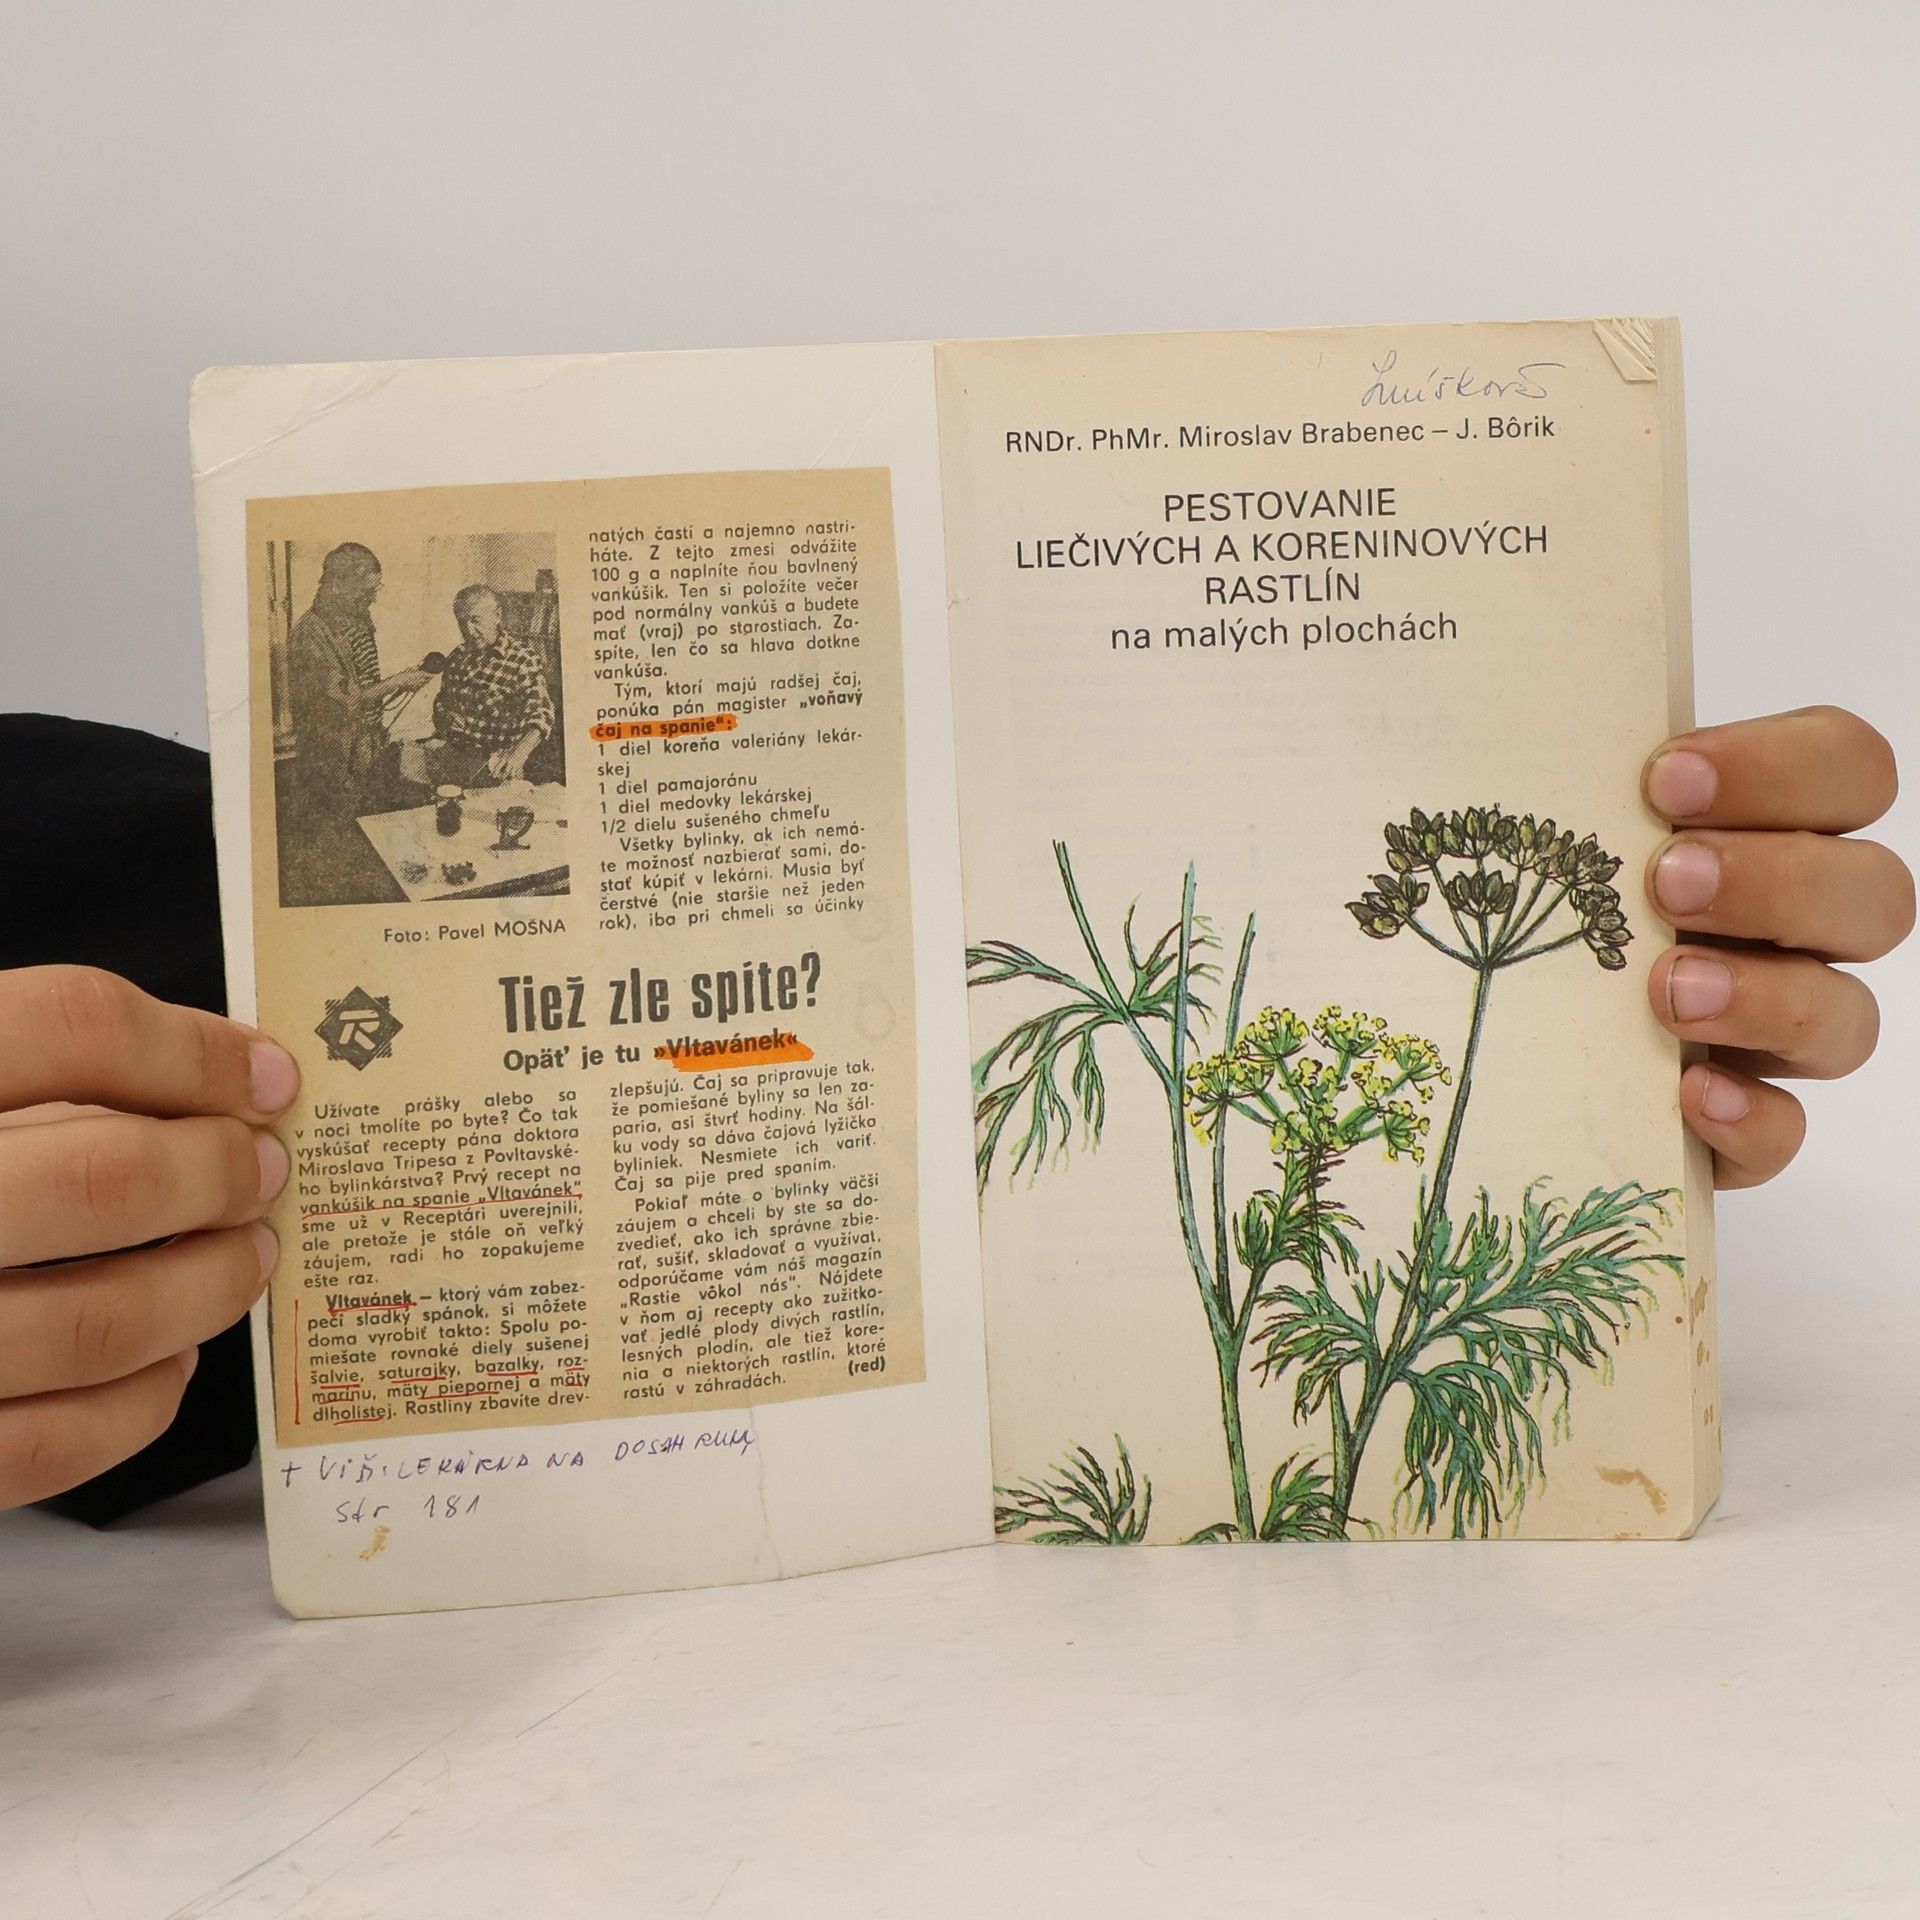 natých častí a najemno nastri-
háte. Z tejto zmesi odvážite
100 g a naplníte ňou bavlnený
vankúšik. Ten si položíte večer
pod normálny vankúš a budete
mať (vraj) po starostiach. Za-
spíte, len čo sa hlava dotkne
vankúša.
Tým, ktorí majú radšej čaj,
ponúka pán magister „voňavý
čaj na spanie":
1 diel koreňa valeriány lekár-
skej
1 diel pamajoránu
1 diel medovky lekárskej
1/2 dielu sušeného chmeľu
Všetky bylinky, ak ich nemá-
te možnosť nazbierať sami, do-
stať kúpiť v lekárni. Musia byť
čerstvé (nie staršie než jeden
rok), iba pri chmeli sa účinky
Foto: Pavel MOŠNA
Tiež zle spíte?
Opäť je tu »Vltavánek«
R
Užívate prášky alebo sa
v noci tmolíte po byte? Čo tak
vyskúšať recepty pána doktora
Miroslava Tripesa z Povltavské-
ho bylinkárstva? Prvý recept na
vankúšik na spanie „Vltavánek"
sme už v Receptári uverejnili,
ale pretože je stále oň veľký
záujem, radi ho zopakujeme
ešte raz.
Vltavánek – ktorý vám zabez-
pečí sladký spánok, si môžete
doma vyrobiť takto: Spolu po-
miešate rovnaké diely sušenej
šalvie, saturajky, bazalky, roz-
marínu, mäty piepornej a mäty
dlholistej. Rastliny zbavíte drev-
zlepšujú. Čaj sa pripravuje tak,
že pomiešané byliny sa len za-
paria, asi štvrť hodiny. Na šál-
ku vody sa dáva čajová lyžička
byliniek. Nesmiete ich variť.
Čaj sa pije pred spaním.
Pokiaľ máte o bylinky väčší
záujem a chceli by ste sa do-
zvedieť, ako ich správne zbie-
rať, sušiť, skladovať a využívať,
odporúčame vám náš magazín
„Rastie vôkol nás". Nájdete
v ňom aj recepty ako zužitko-
vať jedlé plody divých rastlín,
lesných plodín, ale tiež kore-
nia a niektorých rastlín, ktoré
rastú v záhradách. (red)
+ VIĎ: LEKÁRNA NA DOSAH RUKY
str 181
RNDr. PhMr. Miroslav Brabenec – J. Bôrik
PESTOVANIE
LIEČIVÝCH A KORENINOVÝCH
RASTLÍN
na malých plochách